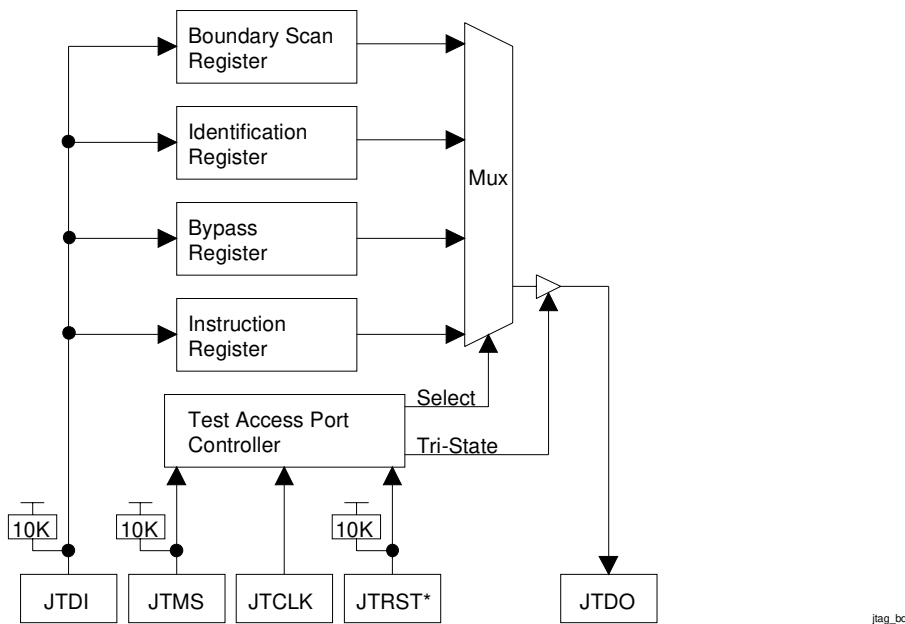 Boundary Scan
Register
Identification
Register
Mux
Bypass
Register
Instruction
Register
Select
Test Access Port
Controller
Tri-State
10K
10K
10K
JTDI
JTMS
JTCLK
JTRST*
JTDO